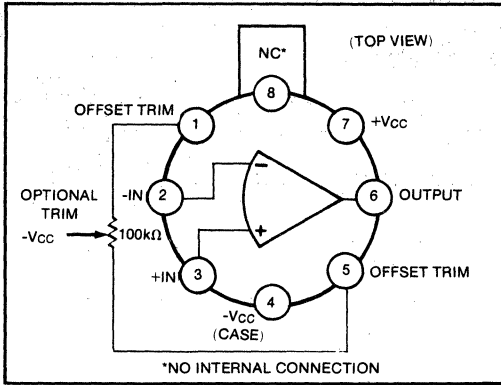 NC*
(TOP VIEW)
8
OFFSET TRIM
1
7
+VCC
OPTIONAL
TRIM
-VCC
100kΩ
-IN
2
−
6
OUTPUT
+
+IN
3
5
OFFSET TRIM
4
-VCC
(CASE)
*NO INTERNAL CONNECTION